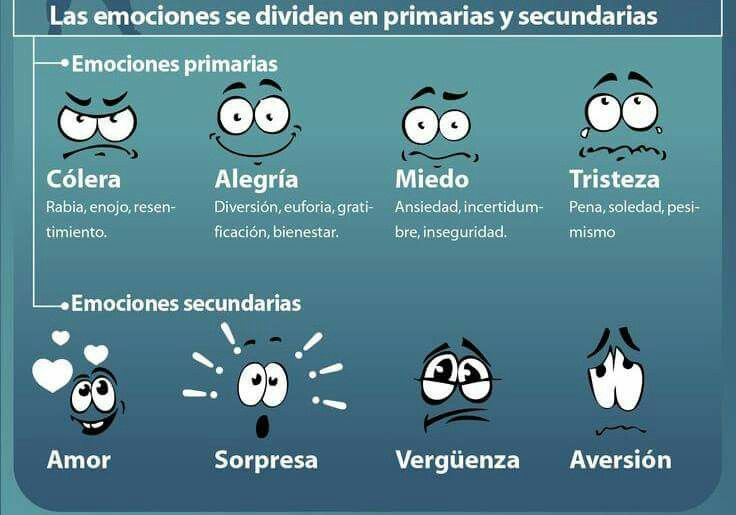 Las emociones se dividen en primarias y secundarias
Emociones primarias
Cólera
Rabia, enojo, resen-
timiento.
Alegría
Diversión, euforia, grati-
ficación, bienestar.
Miedo
Ansiedad, incertidum-
bre, inseguridad.
Tristeza
Pena, soledad, pesi-
mismo
Emociones secundarias
Amor
Sorpresa
Vergüenza
Aversión